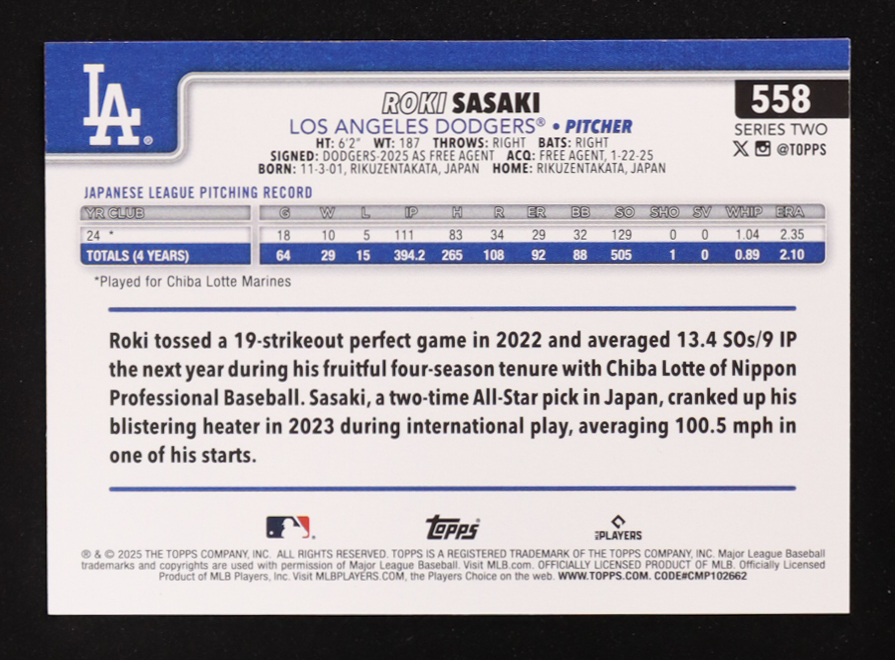 LA®
558
ROKI SASAKI
SERIES TWO
LOS ANGELES DODGERS® • PITCHER
X @TOPPS
HT: 6'2" WT: 187 THROWS: RIGHT BATS: RIGHT
SIGNED: DODGERS-2025 AS FREE AGENT ACQ: FREE AGENT, 1-22-25
BORN: 11-3-01, RIKUZENTAKATA, JAPAN HOME: RIKUZENTAKATA, JAPAN
JAPANESE LEAGUE PITCHING RECORD
YR CLUB G W L IP H R ER BB SO SHO SV WHIP ERA
24 * 18 10 5 111 83 34 29 32 129 0 0 1.04 2.35
TOTALS (4 YEARS) 64 29 15 394.2 265 108 92 88 505 1 0 0.89 2.10
*Played for Chiba Lotte Marines
Roki tossed a 19-strikeout perfect game in 2022 and averaged 13.4 SOs/9 IP
the next year during his fruitful four-season tenure with Chiba Lotte of Nippon
Professional Baseball. Sasaki, a two-time All-Star pick in Japan, cranked up his
blistering heater in 2023 during international play, averaging 100.5 mph in
one of his starts.
Topps PLAYERS
® & © 2025 THE TOPPS COMPANY, INC. ALL RIGHTS RESERVED. TOPPS IS A REGISTERED TRADEMARK OF THE TOPPS COMPANY, INC. Major League Baseball
trademarks and copyrights are used with permission of Major League Baseball. Visit MLB.com. OFFICIALLY LICENSED PRODUCT OF MLB. Officially Licensed
Product of MLB Players, Inc. Visit MLBPLAYERS.COM, the Players Choice on the web. WWW.TOPPS.COM. CODE#CMP102662